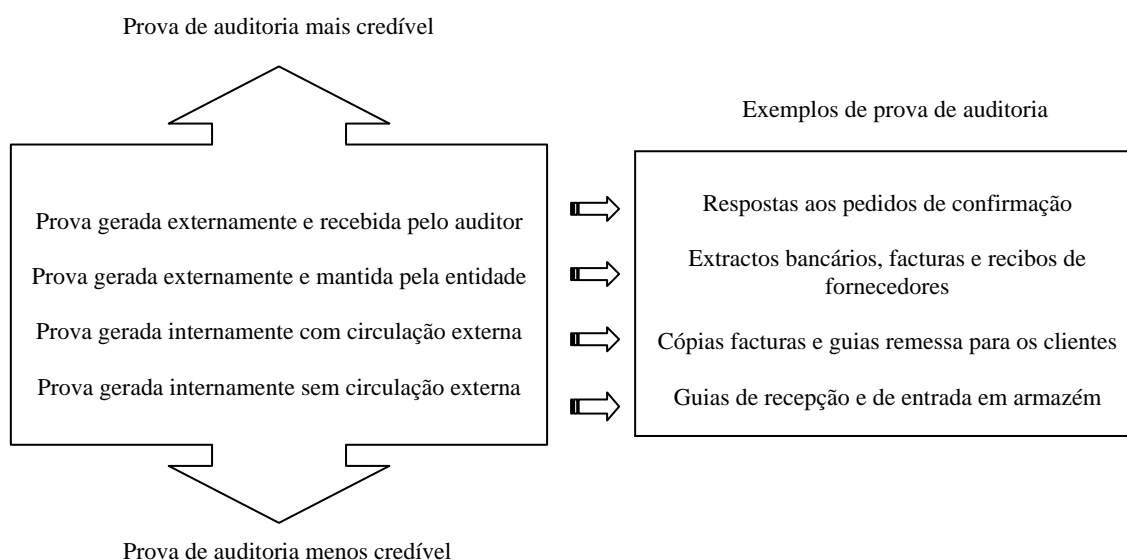 Prova de auditoria mais credível
Prova gerada externamente e recebida pelo auditor
Prova gerada externamente e mantida pela entidade
Prova gerada internamente com circulação externa
Prova gerada internamente sem circulação externa
Prova de auditoria menos credível
Exemplos de prova de auditoria
Respostas aos pedidos de confirmação
Extractos bancários, facturas e recibos de
fornecedores
Cópias facturas e guias remessa para os clientes
Guias de recepção e de entrada em armazém